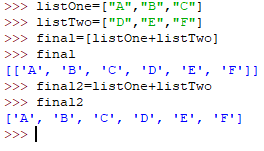 >>> listOne=["A","B","C"]
>>> listTwo=["D","E","F"]
>>> final=[listOne+listTwo]
>>> final
[['A', 'B', 'C', 'D', 'E', 'F']]
>>> final2=listOne+listTwo
>>> final2
['A', 'B', 'C', 'D', 'E', 'F']
>>>